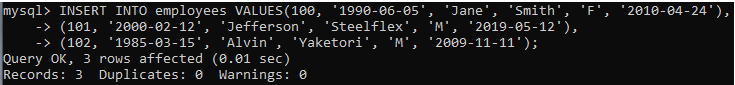 mysql> INSERT INTO employees VALUES(100, '1990-06-05', 'Jane', 'Smith', 'F', '2010-04-24'),
    -> (101, '2000-02-12', 'Jefferson', 'Steelflex', 'M', '2019-05-12'),
    -> (102, '1985-03-15', 'Alvin', 'Yaketori', 'M', '2009-11-11');
Query OK, 3 rows affected (0.01 sec)
Records: 3  Duplicates: 0  Warnings: 0